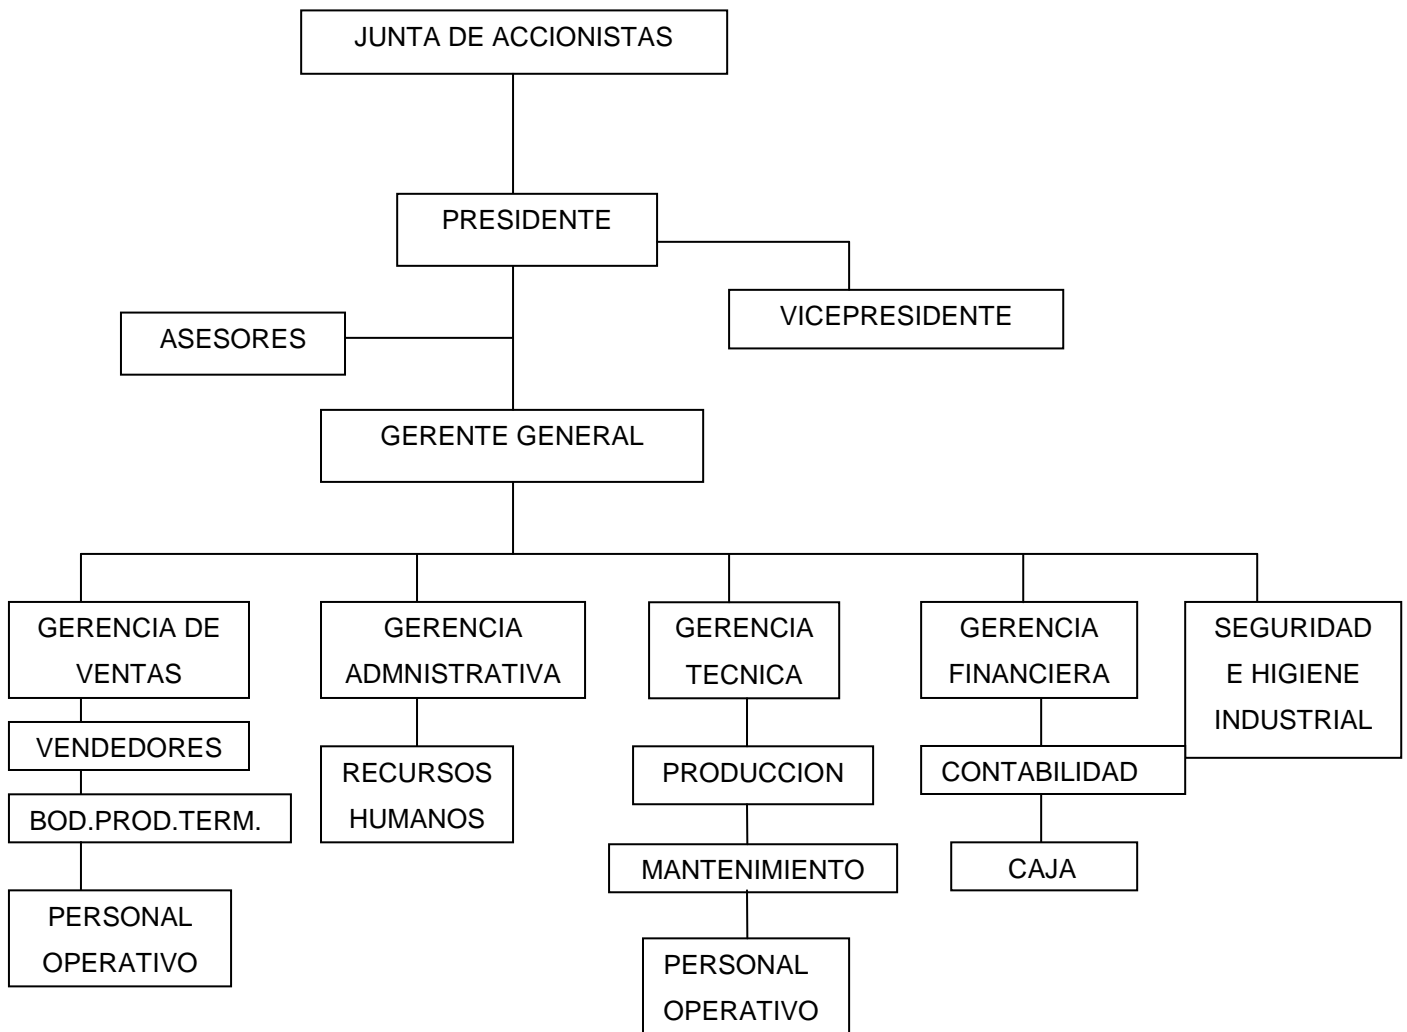 JUNTA DE ACCIONISTAS
PRESIDENTE
VICEPRESIDENTE
ASESORES
GERENTE GENERAL
GERENCIA DE
VENTAS
VENDEDORES
BOD.PROD.TERM.
PERSONAL
OPERATIVO
GERENCIA
ADMNISTRATIVA
RECURSOS
HUMANOS
GERENCIA
TECNICA
PRODUCCION
MANTENIMIENTO
PERSONAL
OPERATIVO
GERENCIA
FINANCIERA
CONTABILIDAD
CAJA
SEGURIDAD
E HIGIENE
INDUSTRIAL